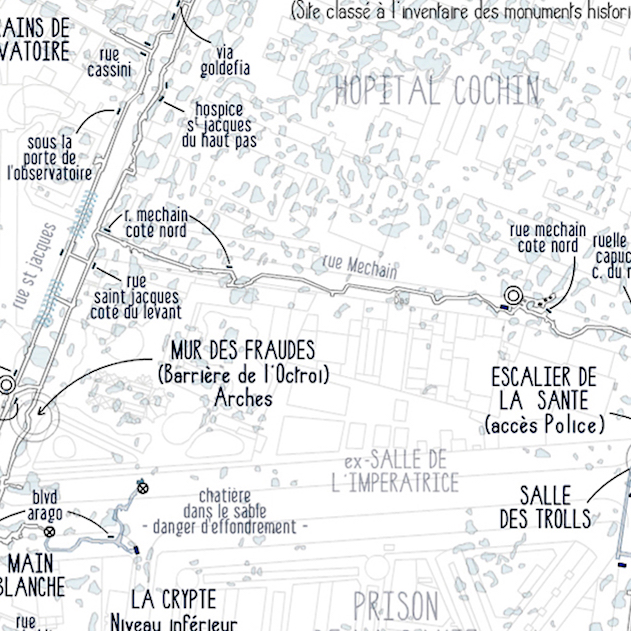 (Site classé à l'inventaire des monuments histori
AINS DE
VATOIRE
rue
cassini
via
goldefia
HOPITAL COCHIN
hospice
st jacques
du haut pas
sous la
porte de
l'observatoire
r. mechain
coté nord
rue mechain
cote nord
ruelle
capuc
c. du
rue st jacques
rue Mechain
rue
saint jacques
coté du levant
MUR DES FRAUDES
(Barrière de l'Octroi)
Arches
ESCALIER DE
LA SANTE
(accès Police)
ex-SALLE DE
L'IMPERATRICE
blvd
arago
chatière
dans le sable
- danger d'effondrement -
SALLE
DES TROLLS
MAIN
BLANCHE
LA CRYPTE
Niveau inférieur
PRISON
rue